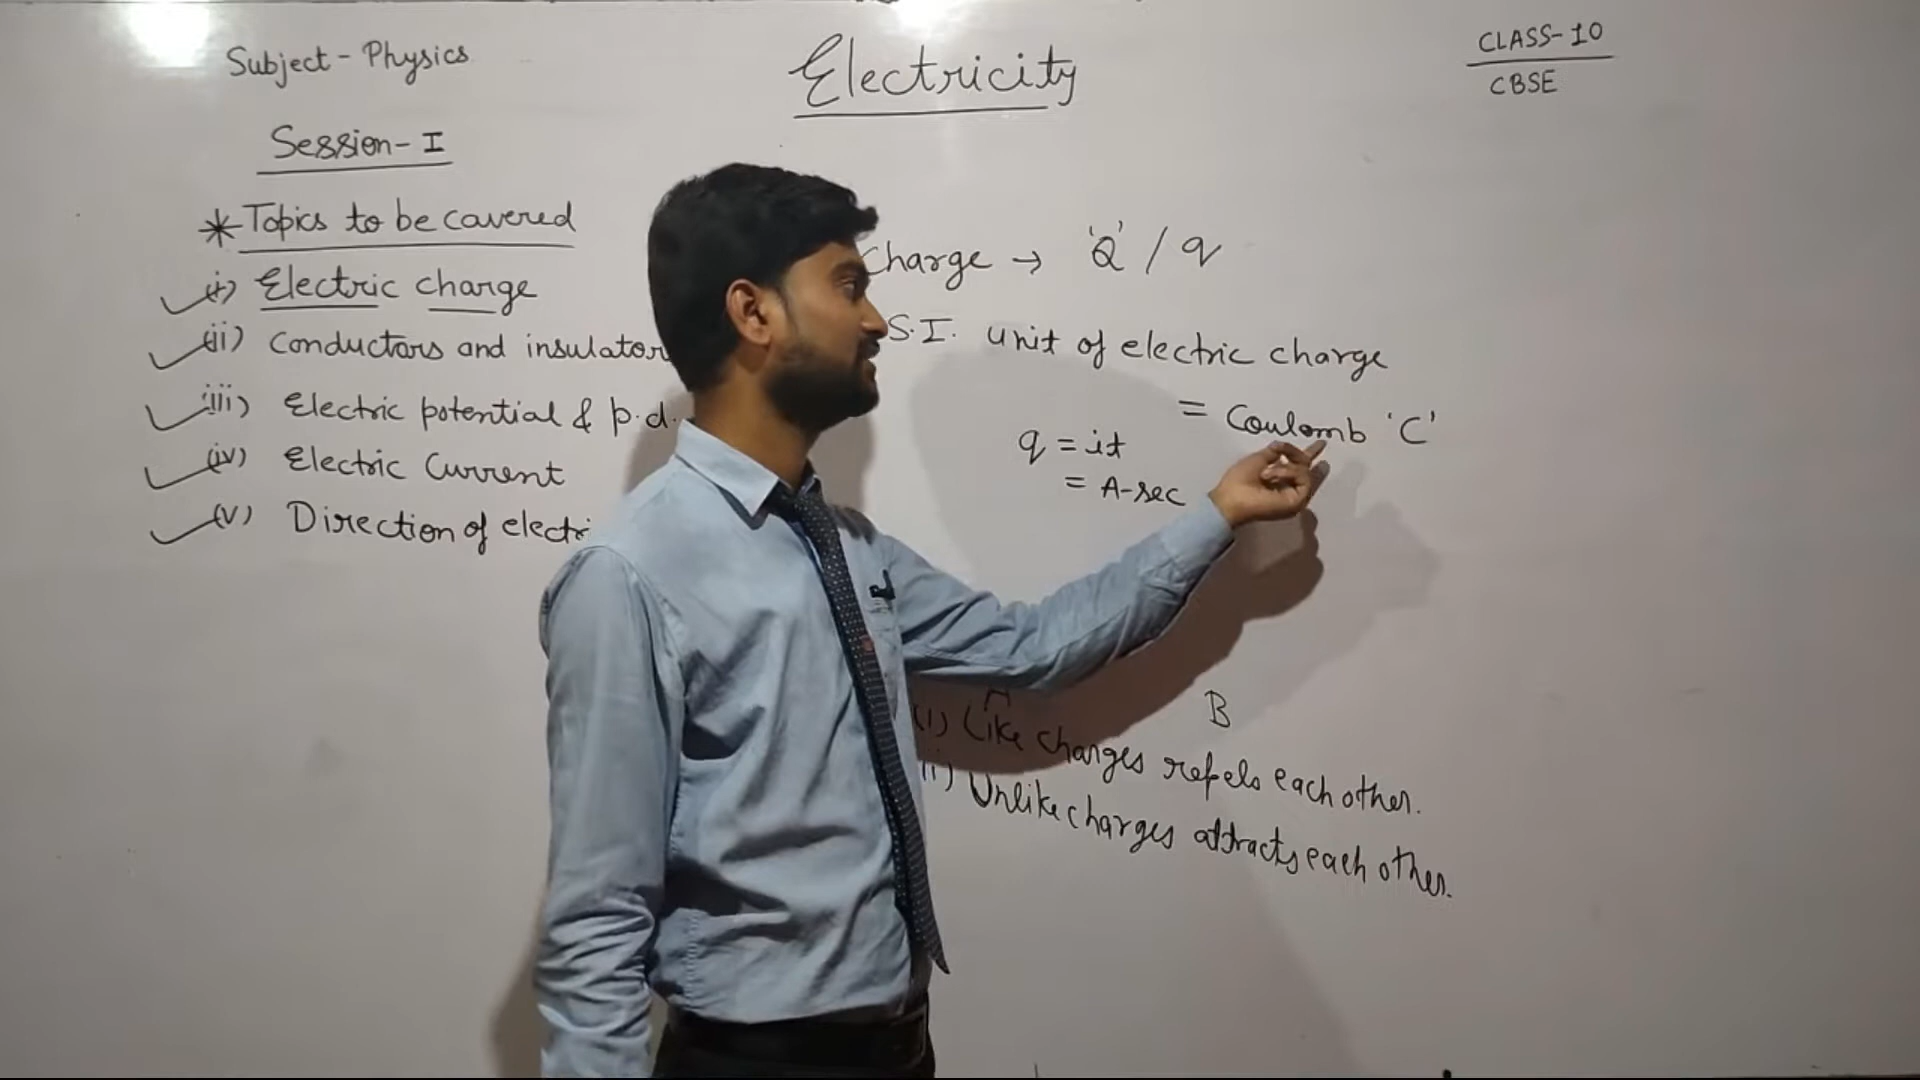 Subject - Physics
Electricity
CLASS-10
CBSE
Session- I
* Topics to be cavered
(i) Electric charge
(ii) Conductors and insulator
(iii) Electric potential & p.d.
(iv) Electric Current
(v) Direction of electri
Charge → 'Q' / q
S.I. unit of electric charge
= Coulomb 'C'
q = it
= A-sec
B
(i) Like charges repels each other.
(ii) Unlike charges attracts each other.